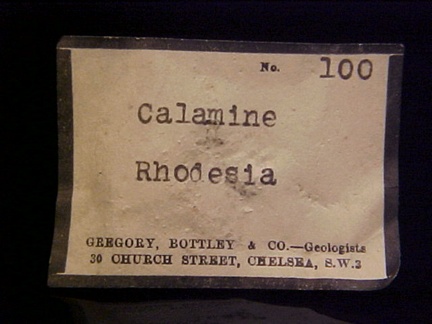 No. 100
Calamine
Rhodesia
GREGORY, BOTTLEY & CO.—Geologists
30 CHURCH STREET, CHELSEA, S.W.3